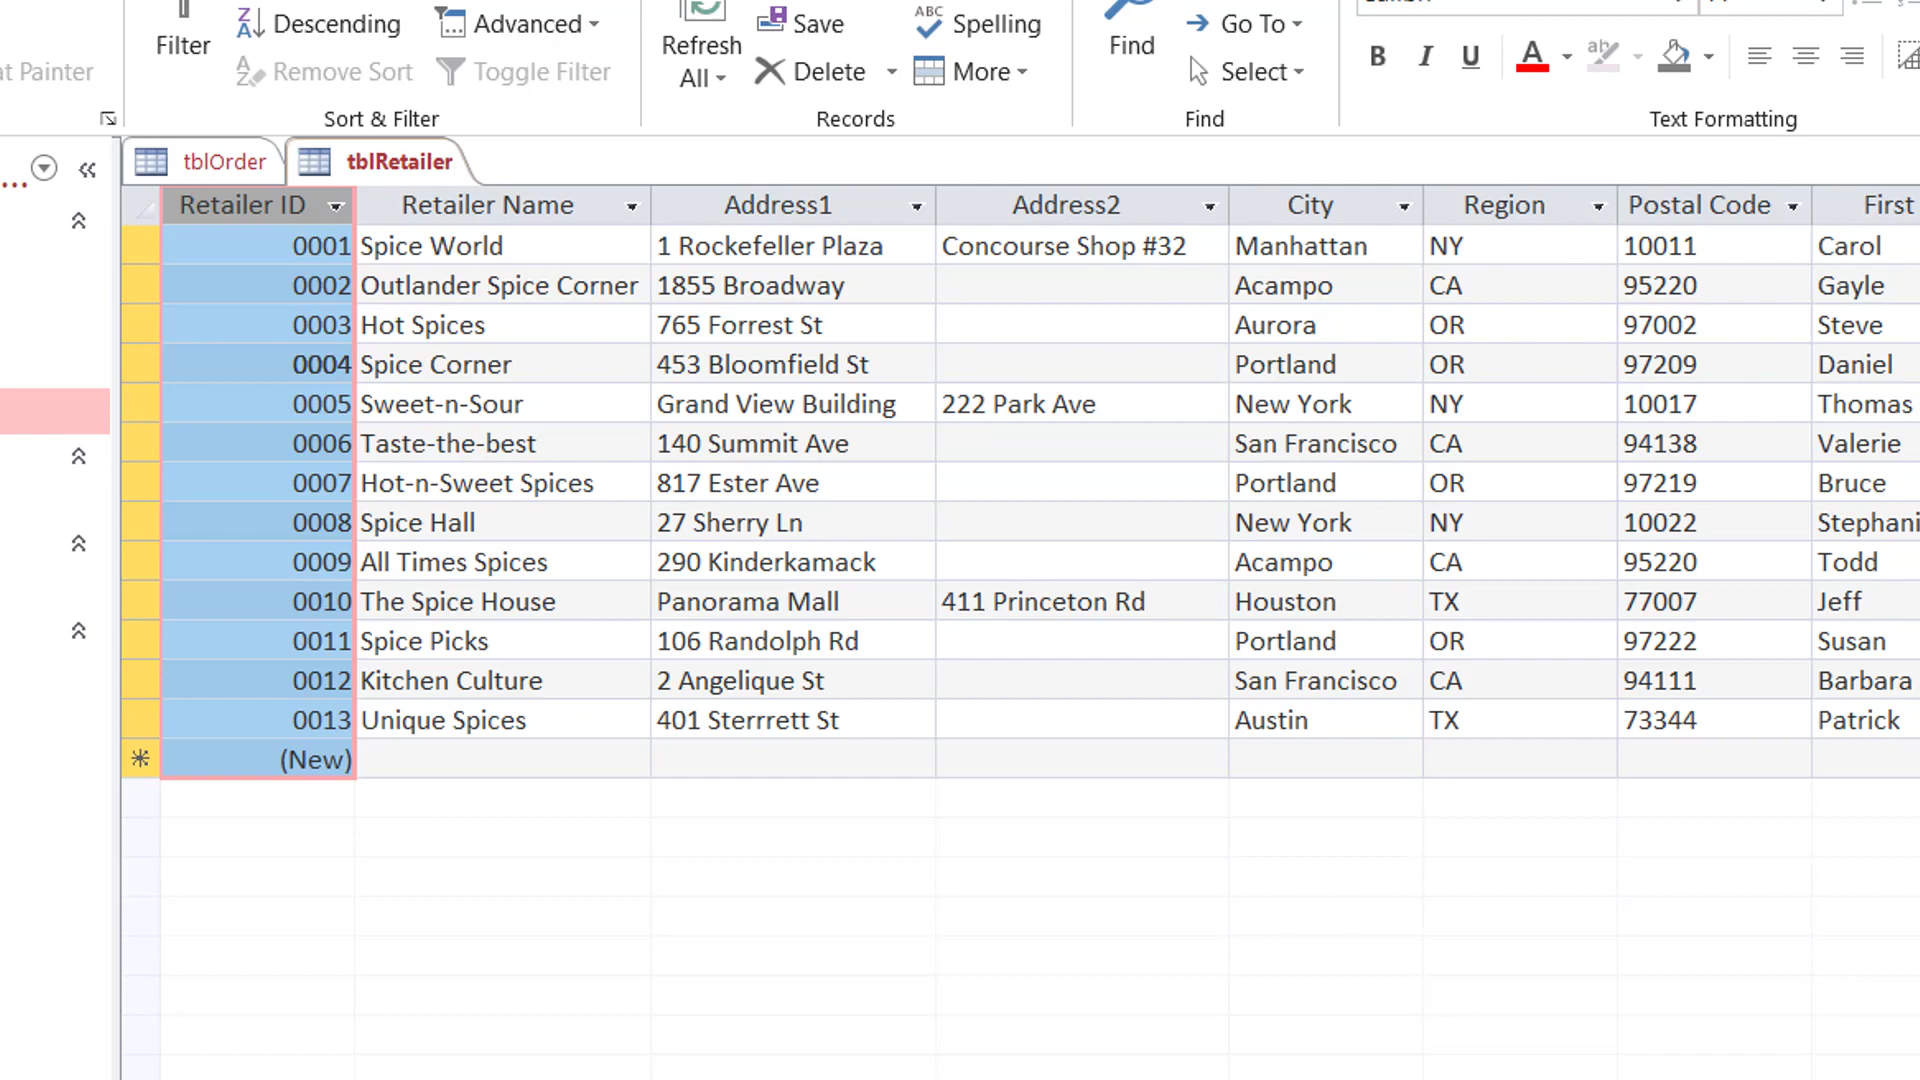 Filter
Descending
Advanced
Remove Sort
Toggle Filter
Sort & Filter
Refresh
All
Save
Delete
ABC
Spelling
More
Records
Find
Go To
Select
Find
B I U A ab
Text Formatting
at Painter
tblOrder tblRetailer
Retailer ID Retailer Name Address1 Address2 City Region Postal Code First
0001 Spice World 1 Rockefeller Plaza Concourse Shop #32 Manhattan NY 10011 Carol
0002 Outlander Spice Corner 1855 Broadway Acampo CA 95220 Gayle
0003 Hot Spices 765 Forrest St Aurora OR 97002 Steve
0004 Spice Corner 453 Bloomfield St Portland OR 97209 Daniel
0005 Sweet-n-Sour Grand View Building 222 Park Ave New York NY 10017 Thomas
0006 Taste-the-best 140 Summit Ave San Francisco CA 94138 Valerie
0007 Hot-n-Sweet Spices 817 Ester Ave Portland OR 97219 Bruce
0008 Spice Hall 27 Sherry Ln New York NY 10022 Stephani
0009 All Times Spices 290 Kinderkamack Acampo CA 95220 Todd
0010 The Spice House Panorama Mall 411 Princeton Rd Houston TX 77007 Jeff
0011 Spice Picks 106 Randolph Rd Portland OR 97222 Susan
0012 Kitchen Culture 2 Angelique St San Francisco CA 94111 Barbara
0013 Unique Spices 401 Sterrrett St Austin TX 73344 Patrick
(New)